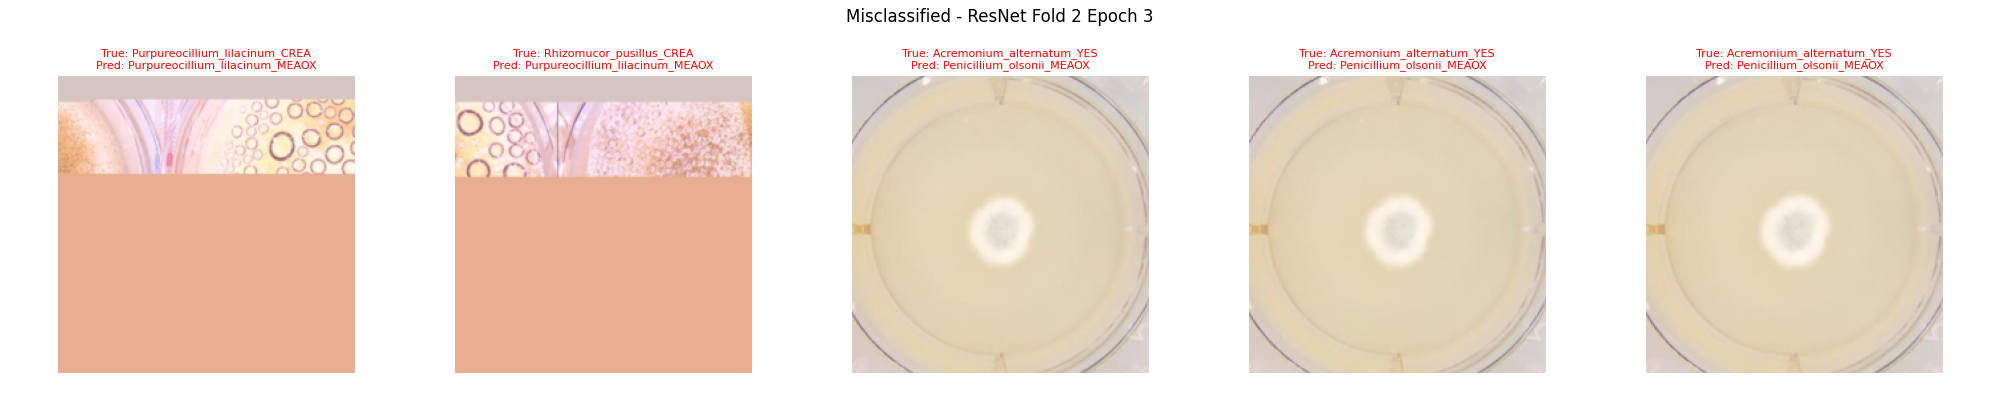 Misclassified - ResNet Fold 2 Epoch 3
True: Purpureocillium_lilacinum_CREA
Pred: Purpureocillium_lilacinum_MEAOX
True: Rhizomucor_pusillus_CREA
Pred: Purpureocillium_lilacinum_MEAOX
True: Acremonium_alternatum_YES
Pred: Penicillium_olsonii_MEAOX
True: Acremonium_alternatum_YES
Pred: Penicillium_olsonii_MEAOX
True: Acremonium_alternatum_YES
Pred: Penicillium_olsonii_MEAOX